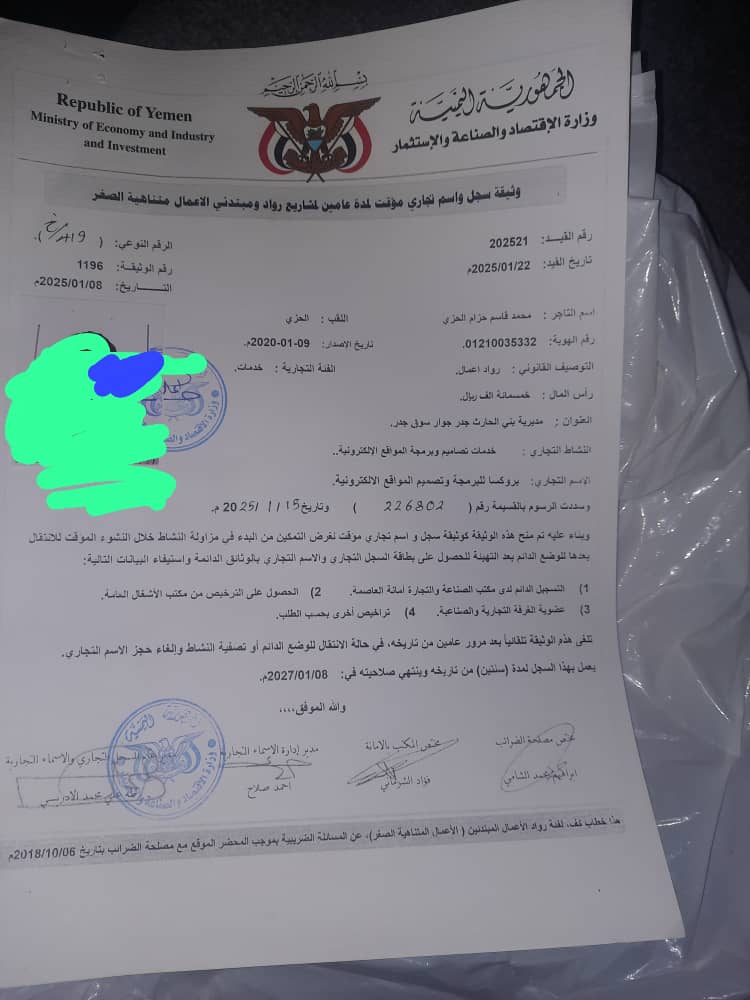 بسم الله الرحمن الرحيم
الجمهورية اليمنية
وزارة الإقتصاد والصناعة والإستثمار
Republic of Yemen
Ministry of Economy and Industry
and Investment
وثيقة سجل واسم تجاري مؤقت لمدة عامين لمشاريع رواد ومبتدئي الاعمال متناهية الصغر
رقم القيــد: 202521
الرقم النوعي: ( )
تاريخ القيد: 2025/01/22م
رقم الوثيقة: 1196
التـــاريخ: 2025/01/08م
اسم التاجر: محمد قاسم حزام الحزي
اللقب: الحزي
رقم الهوية: 01210035332.
تاريخ الاصدار: 09-01-2020م.
التوصيف القانوني: رواد اعمال.
الفئة التجارية: خدمات.
رأس المال: خمسمائة الف ريال.
العنوان: مديرية بني الحارث جدر جوار سوق جدر.
النشاط التجاري: خدمات تصاميم وبرمجة المواقع الإلكترونية..
الاسم التجاري: بروكسا للبرمجة وتصميم المواقع الالكترونية.
وسددت الرسوم بالقسيمة رقم ( 226802 ) وتاريخ 15/1/2025م.
وبناء عليه تم منح هذه الوثيقة كوثيقة سجل و اسم تجاري مؤقت لغرض التمكين من البدء في مزاولة النشاط خلال النشوء المؤقت للانتقال
بعدها للوضع الدائم بعد التهيئة للحصول على بطاقة السجل التجاري والاسم التجاري بالوثائق الدائمة واستيفاء البيانات التالية:
1) التسجيل الدائم لدى مكتب الصناعة والتجارة أمانة العاصمة. 2) الحصول على الترخيص من مكتب الأشغال العامة.
3) عضوية الغرفة التجارية والصناعية. 4) تراخيص أخرى بحسب الطلب.
تلغى هذه الوثيقة تلقائياً بعد مرور عامين من تاريخه، في حالة الانتقال للوضع الدائم أو تصفية النشاط وإلغاء حجز الاسم التجاري.
يعمل بهذا السجل لمدة (سنتين) من تاريخه وينتهي صلاحيته في: 2027/01/08م.
والله الموفق،،،،
مختص مصلحة الضرائب
مختص المكتب بالامانة
مدير إدارة الاسماء التجارية
السجل التجاري والاسماء التجارية
ابراهيم محمد الشامي
فؤاد الشرماني
احمد صلاح
علي محمد الادريسي
هذا خطاب كف، لفئة رواد الأعمال المبتدئين (الأعمال المتناهية الصغر)، عن المسائلة الضريبية بموجب المحضر الموقع مع مصلحة الضرائب بتاريخ 2018/10/06م